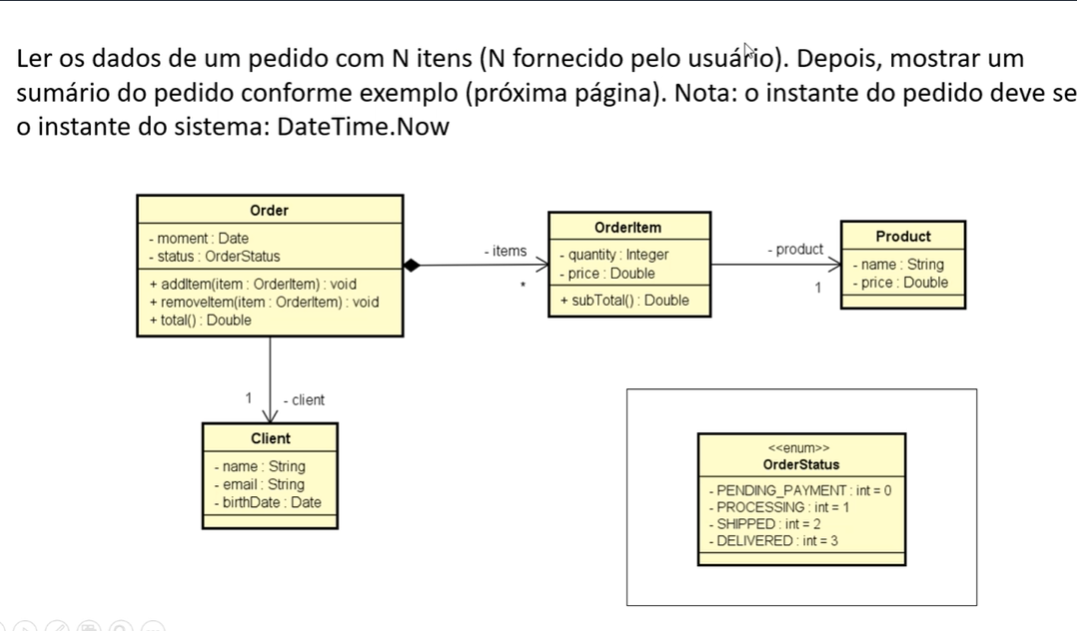 Ler os dados de um pedido com N itens (N fornecido pelo usuário). Depois, mostrar um
sumário do pedido conforme exemplo (próxima página). Nota: o instante do pedido deve se
o instante do sistema: DateTime.Now
Order
- moment : Date
- status : OrderStatus
+ addItem(item : OrderItem) : void
+ removeItem(item : OrderItem) : void
+ total() : Double
- items
*
OrderItem
- quantity : Integer
- price : Double
+ subTotal() : Double
- product
1
Product
- name : String
- price : Double
1
- client
Client
- name : String
- email : String
- birthDate : Date
<<enum>>
OrderStatus
- PENDING_PAYMENT : int = 0
- PROCESSING : int = 1
- SHIPPED : int = 2
- DELIVERED : int = 3